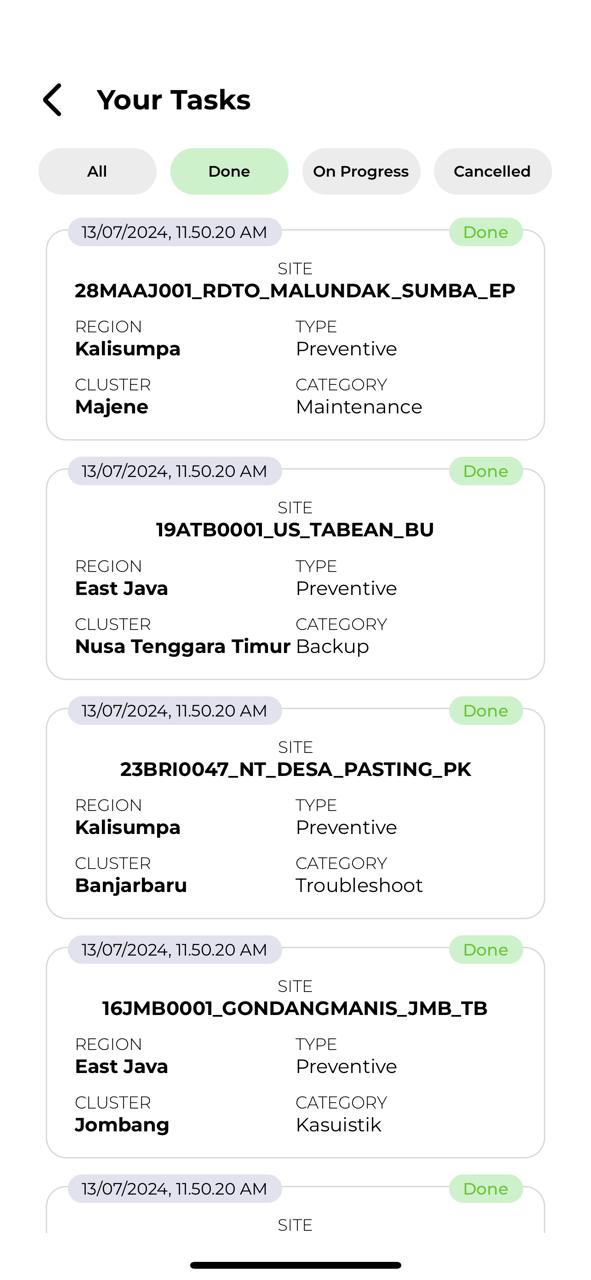 Your Tasks
All Done On Progress Cancelled
13/07/2024, 11.50.20 AM Done
SITE
28MAAJ001_RDTO_MALUNDAK_SUMBA_EP
REGION TYPE
Kalisumpa Preventive
CLUSTER CATEGORY
Majene Maintenance
13/07/2024, 11.50.20 AM Done
SITE
19ATB0001_US_TABEAN_BU
REGION TYPE
East Java Preventive
CLUSTER CATEGORY
Nusa Tenggara Timur Backup
13/07/2024, 11.50.20 AM Done
SITE
23BRI0047_NT_DESA_PASTING_PK
REGION TYPE
Kalisumpa Preventive
CLUSTER CATEGORY
Banjarbaru Troubleshoot
13/07/2024, 11.50.20 AM Done
SITE
16JMB0001_GONDANGMANIS_JMB_TB
REGION TYPE
East Java Preventive
CLUSTER CATEGORY
Jombang Kasuistik
13/07/2024, 11.50.20 AM Done
SITE